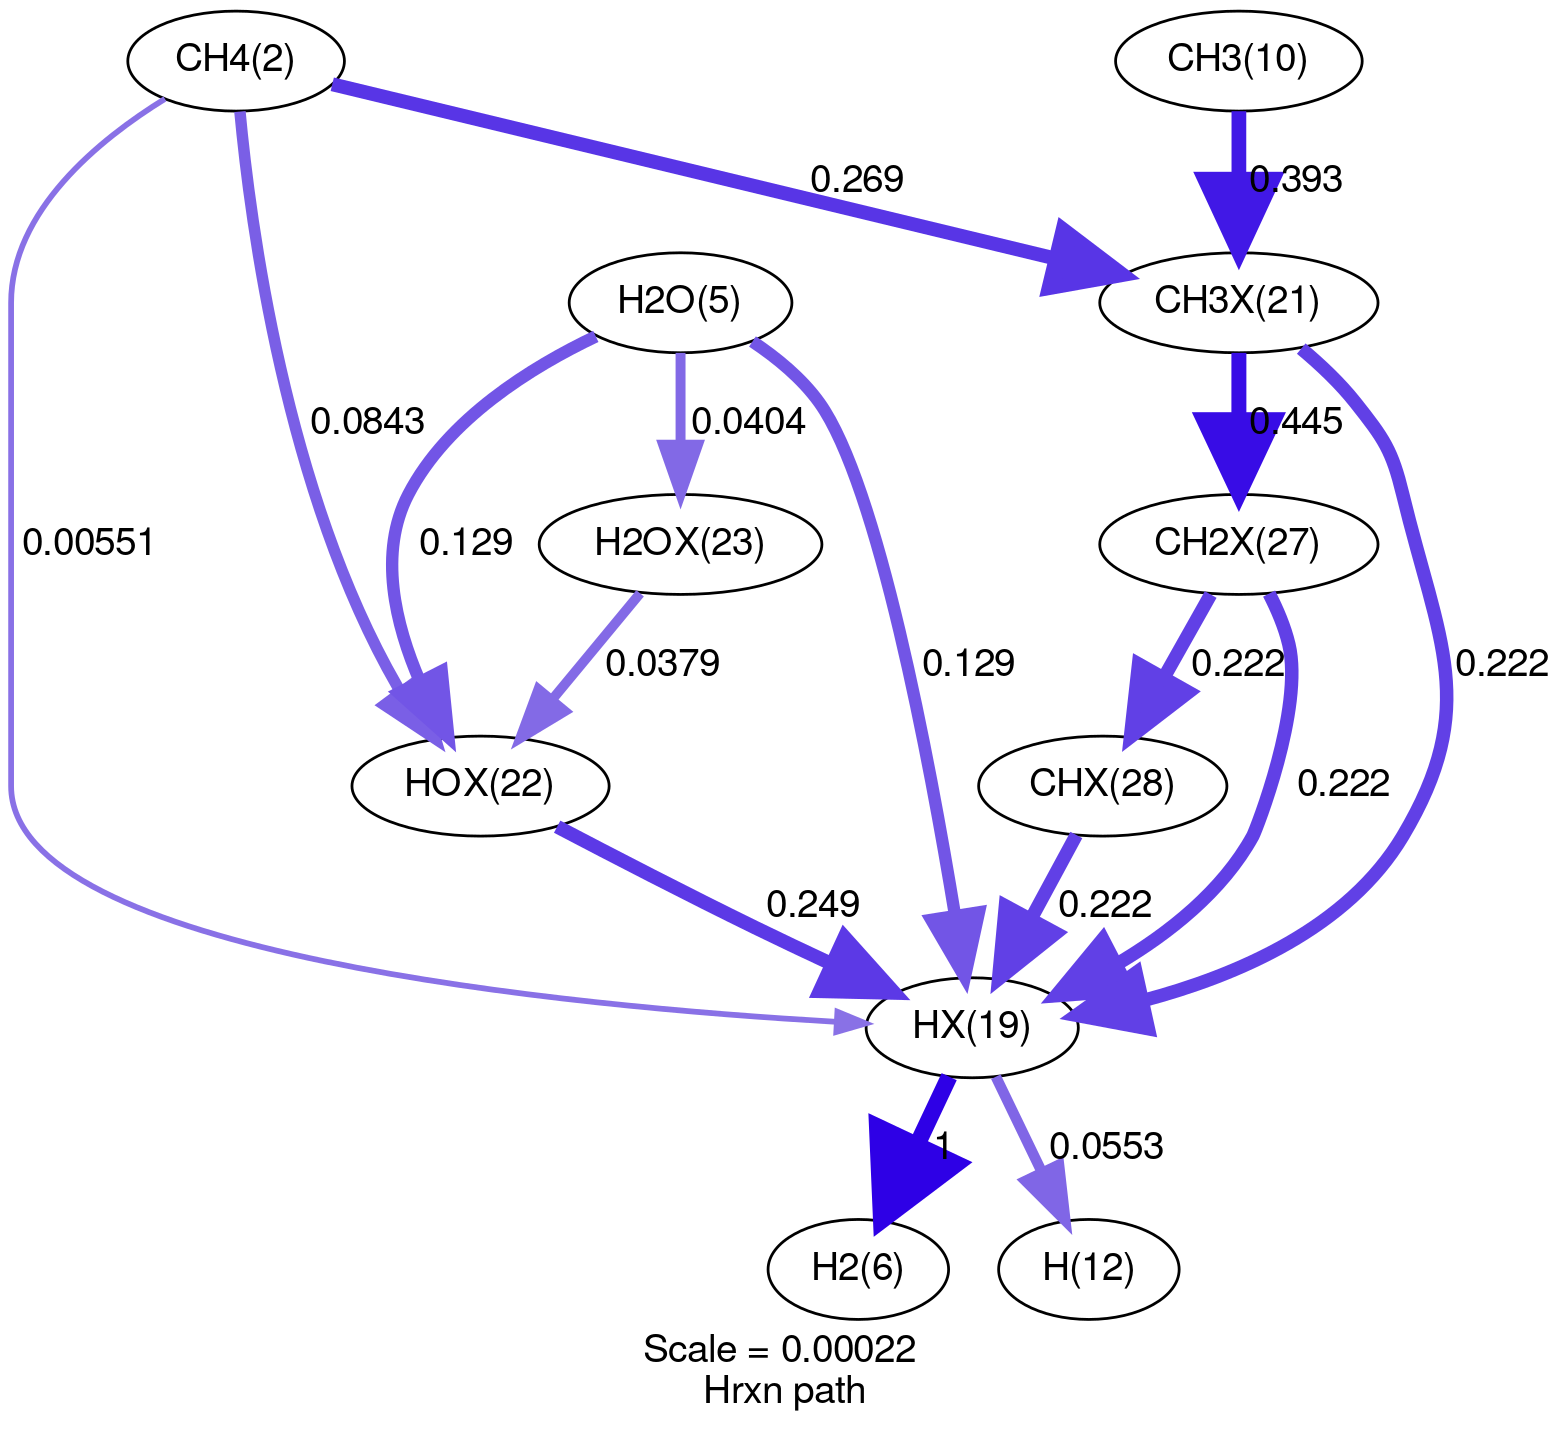 CH4(2)
CH3(10)
0.269
0.393
H2O(5)
CH3X(21)
0.0843
0.0404
0.445
0.00551
0.129
H2OX(23)
CH2X(27)
0.0379
0.129
0.222
0.222
HOX(22)
CHX(28)
0.222
0.249
0.222
HX(19)
1
0.0553
H2(6)
H(12)
Scale = 0.00022
Hrxn path